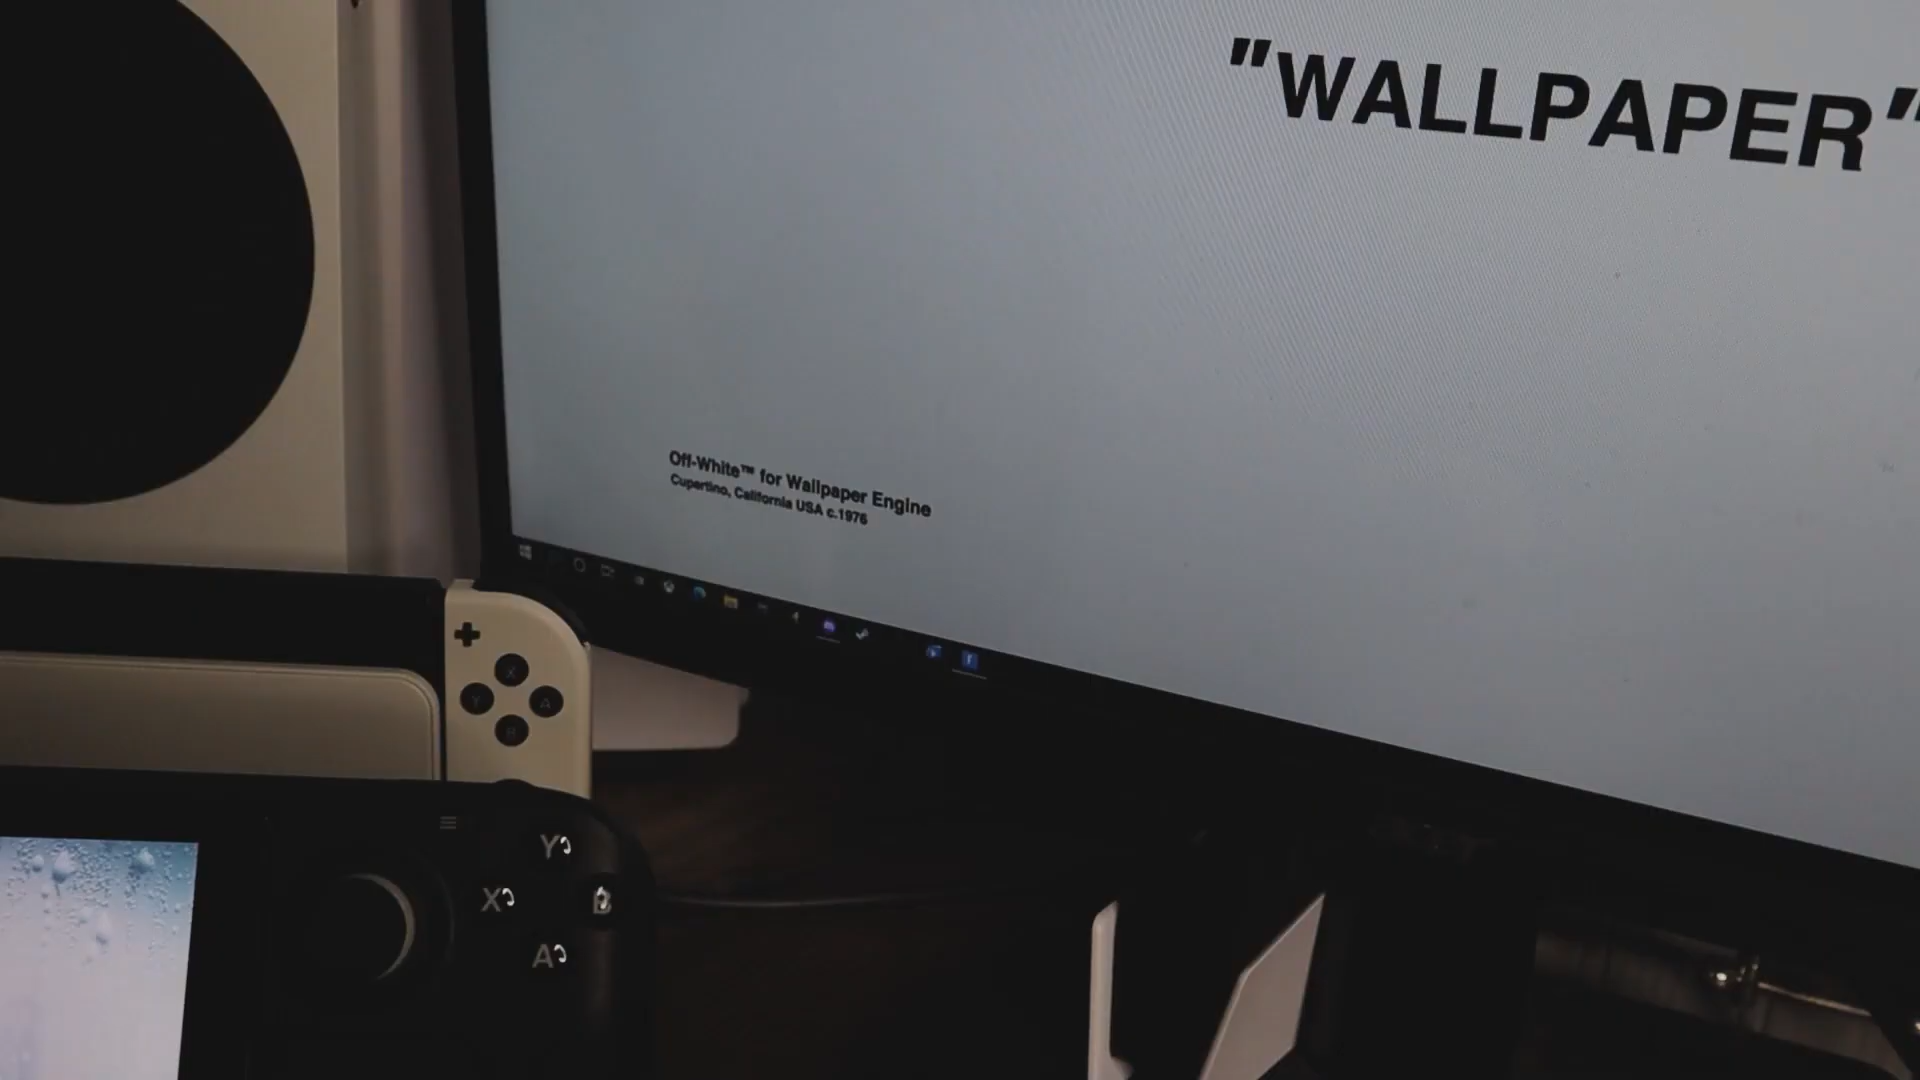 "WALLPAPER"
Off-White™ for Wallpaper Engine
Cupertino, California USA c.1976
X
Y
A
B
Y
X
B
A